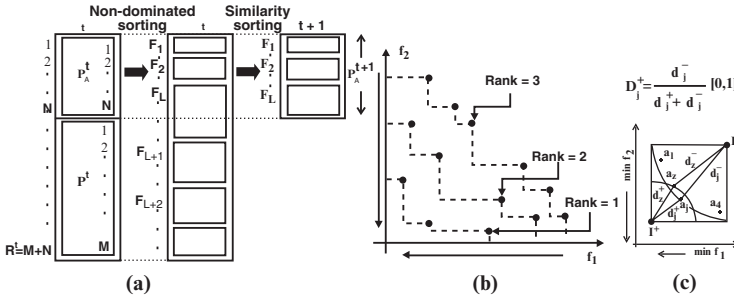 Non-dominated sorting
Similarity sorting
t
t
t + 1
1
2
N
1
2
N
P_A^t
1
2
P^t
M
R^t=M+N
F_1
F_2
F_L
F_{L+1}
F_{L+2}
F_1
F_2
F_L
P_A^{t+1}
(a)
f_2
Rank = 3
Rank = 2
Rank = 1
f_1
(b)
D_j^+ = d_j^- / (d_j^+ + d_j^-) [0,1]
min f_2
a_1
d_z^-
d_j^-
a_z
d_z^+
a_j
d_j^+
a_4
I^+
min f_1
(c)